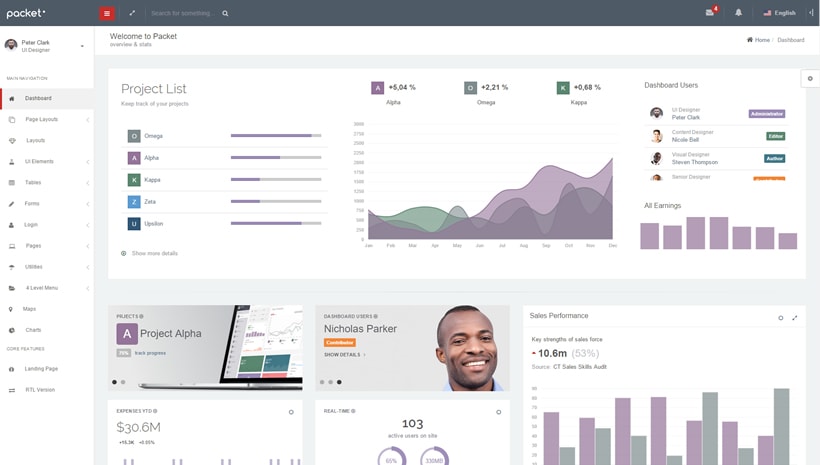 packet
Search for something...
4
English
Peter Clark
UI Designer
MAIN NAVIGATION
Dashboard
Page Layouts
Layouts
UI Elements
Tables
Forms
Login
Pages
Utilities
4 Level Menu
Maps
Charts
CORE FEATURES
Landing Page
RTL Version
Welcome to Packet
overview & stats
Home / Dashboard
Project List
Keep track of your projects
O Omega
A Alpha
K Kappa
Z Zeta
U Upsilon
Show more details
A +5,04 %
Alpha
O +2,21 %
Omega
K +0,68 %
Kappa
3000
2750
2500
2250
2000
1750
1500
1250
1000
750
500
250
0
Jan Feb Mar Apr May Jun Jul Aug Sep Oct Nov Dec
Dashboard Users
UI Designer
Peter Clark
Administrator
Content Designer
Nicole Bell
Editor
Visual Designer
Steven Thompson
Author
Senior Designer
All Earnings
PROJECTS
A Project Alpha
70% track progress
DASHBOARD USERS
Nicholas Parker
Contributor
SHOW DETAILS
Sales Performance
Key strengths of sales force
10.6m (53%)
Source: CT Sales Skills Audit
90
80
70
60
50
40
30
20
10
EXPENSES YTD
$30.6M
+15.3K +0.55%
REAL-TIME
103
active users on site
65%
330MB